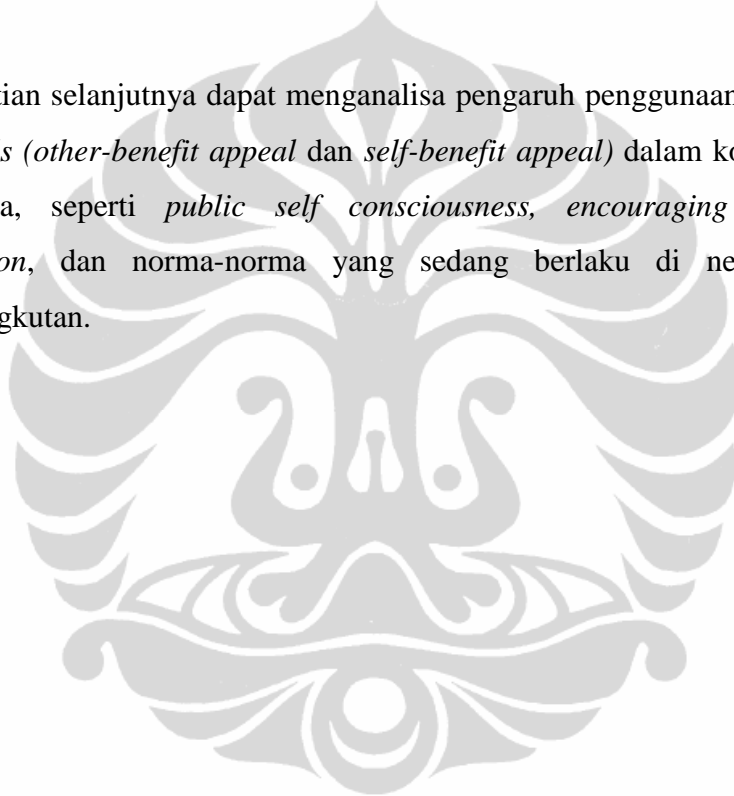 tian selanjutnya dapat menganalisa pengaruh penggunaan
s (other-benefit appeal dan self-benefit appeal) dalam ko
a, seperti public self consciousness, encouraging
on, dan norma-norma yang sedang berlaku di ne
gkutan.